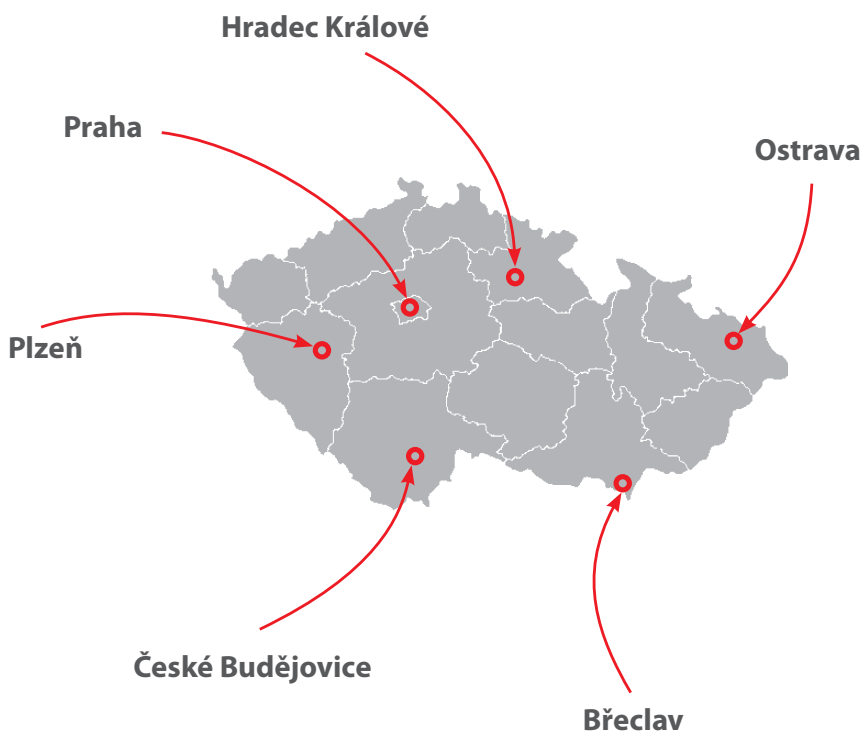 Hradec Králové
Praha
Ostrava
Plzeň
České Budějovice
Břeclav